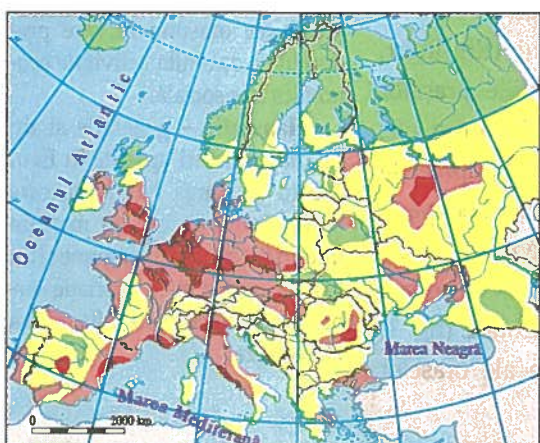 Oceanul Atlantic
Marea Neagră
Marea Mediterană
0 2000 km